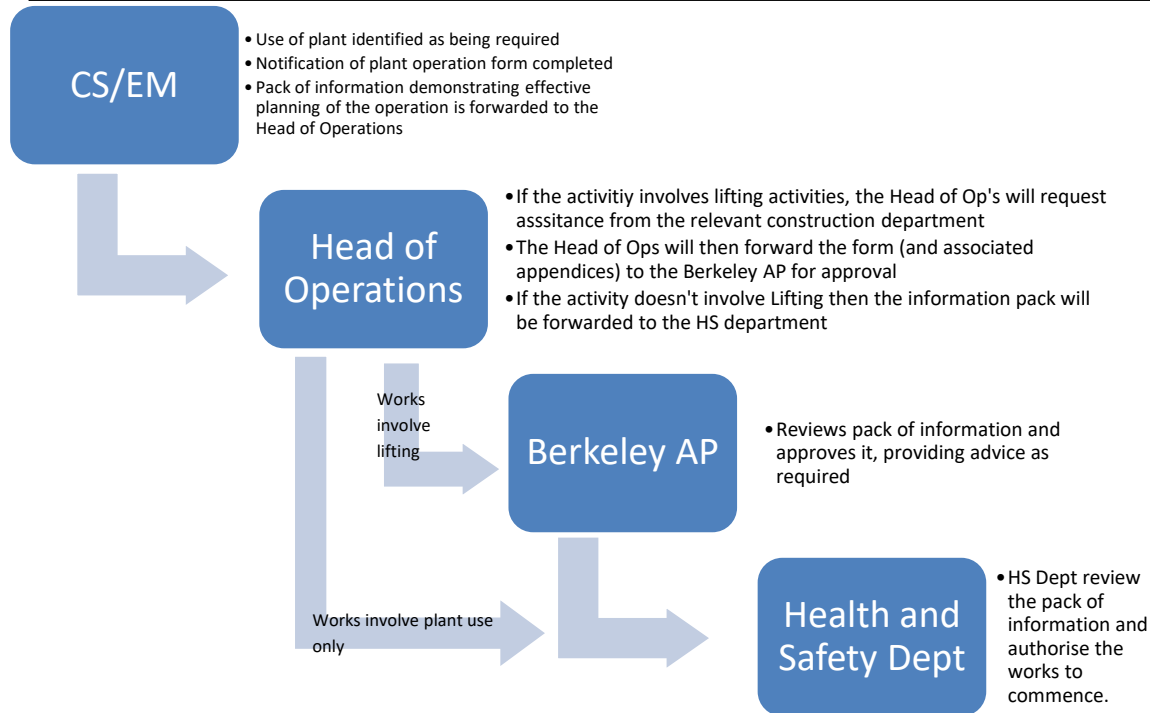 CS/EM
• Use of plant identified as being required
• Notification of plant operation form completed
• Pack of information demonstrating effective
planning of the operation is forwarded to the
Head of Operations
Head of
Operations
• If the activitiy involves lifting activities, the Head of Op's will request
asssitance from the relevant construction department
• The Head of Ops will then forward the form (and associated
appendices) to the Berkeley AP for approval
• If the activity doesn't involve Lifting then the information pack will
be forwarded to the HS department
Works
involve
lifting
Berkeley AP
• Reviews pack of information and
approves it, providing advice as
required
Works involve plant use
only
Health and
Safety Dept
• HS Dept review
the pack of
information and
authorise the
works to
commence.